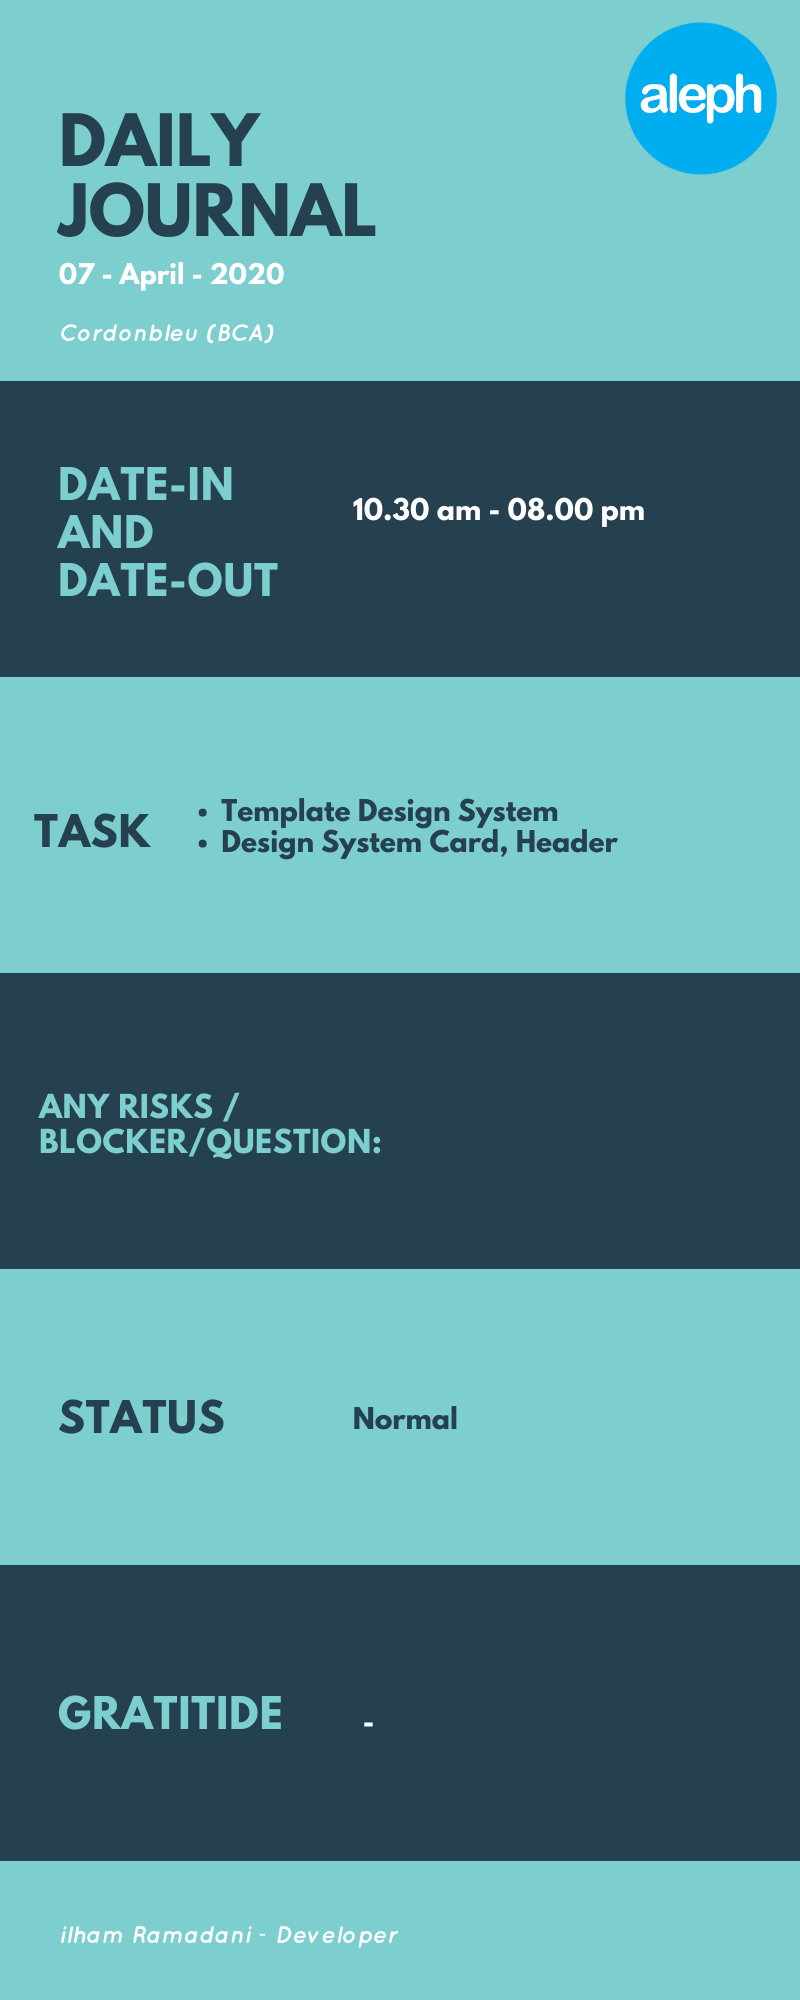 aleph
DAILY
JOURNAL
07 - April - 2020
Cordonbleu (BCA)
DATE-IN
AND
DATE-OUT
10.30 am - 08.00 pm
TASK
• Template Design System
• Design System Card, Header
ANY RISKS /
BLOCKER/QUESTION:
STATUS
Normal
GRATITIDE
-
ilham Ramadani - Developer